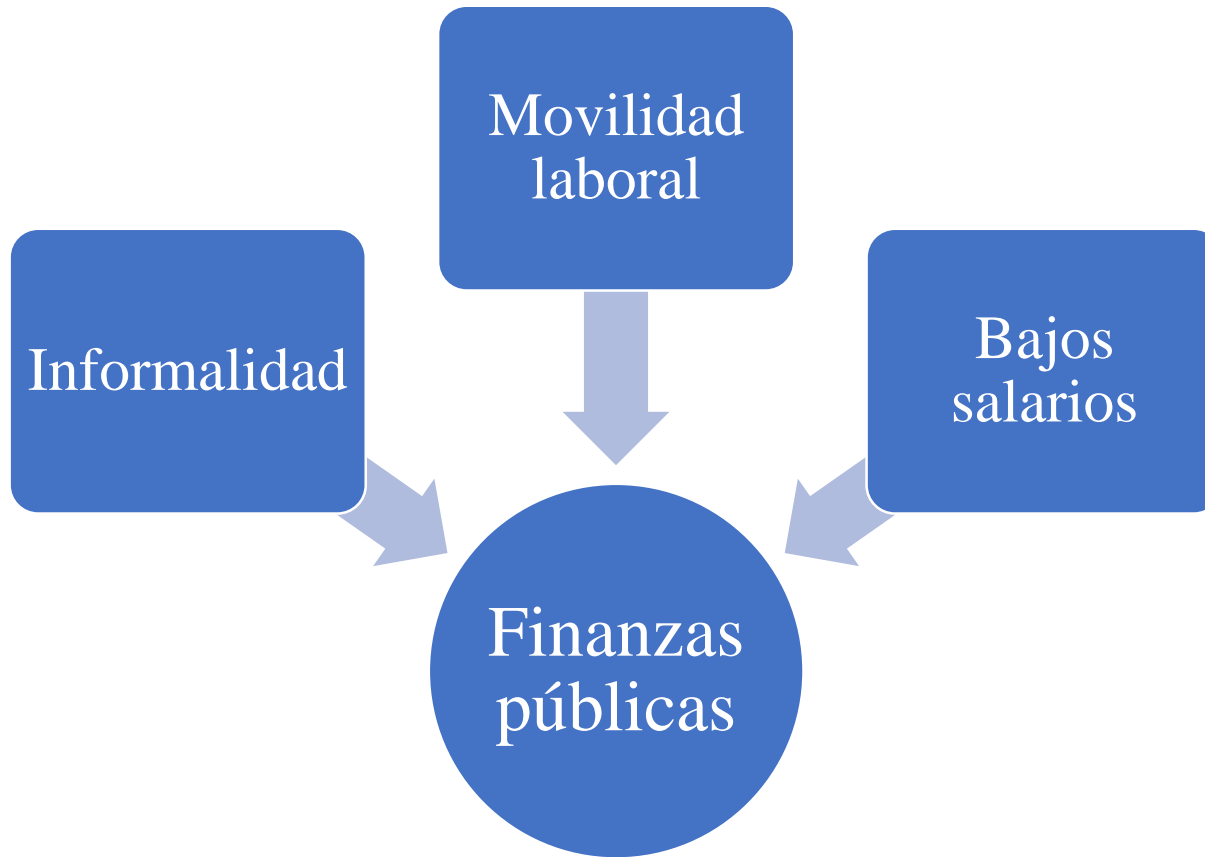 Movilidad
laboral
Informalidad
Bajos
salarios
Finanzas
públicas